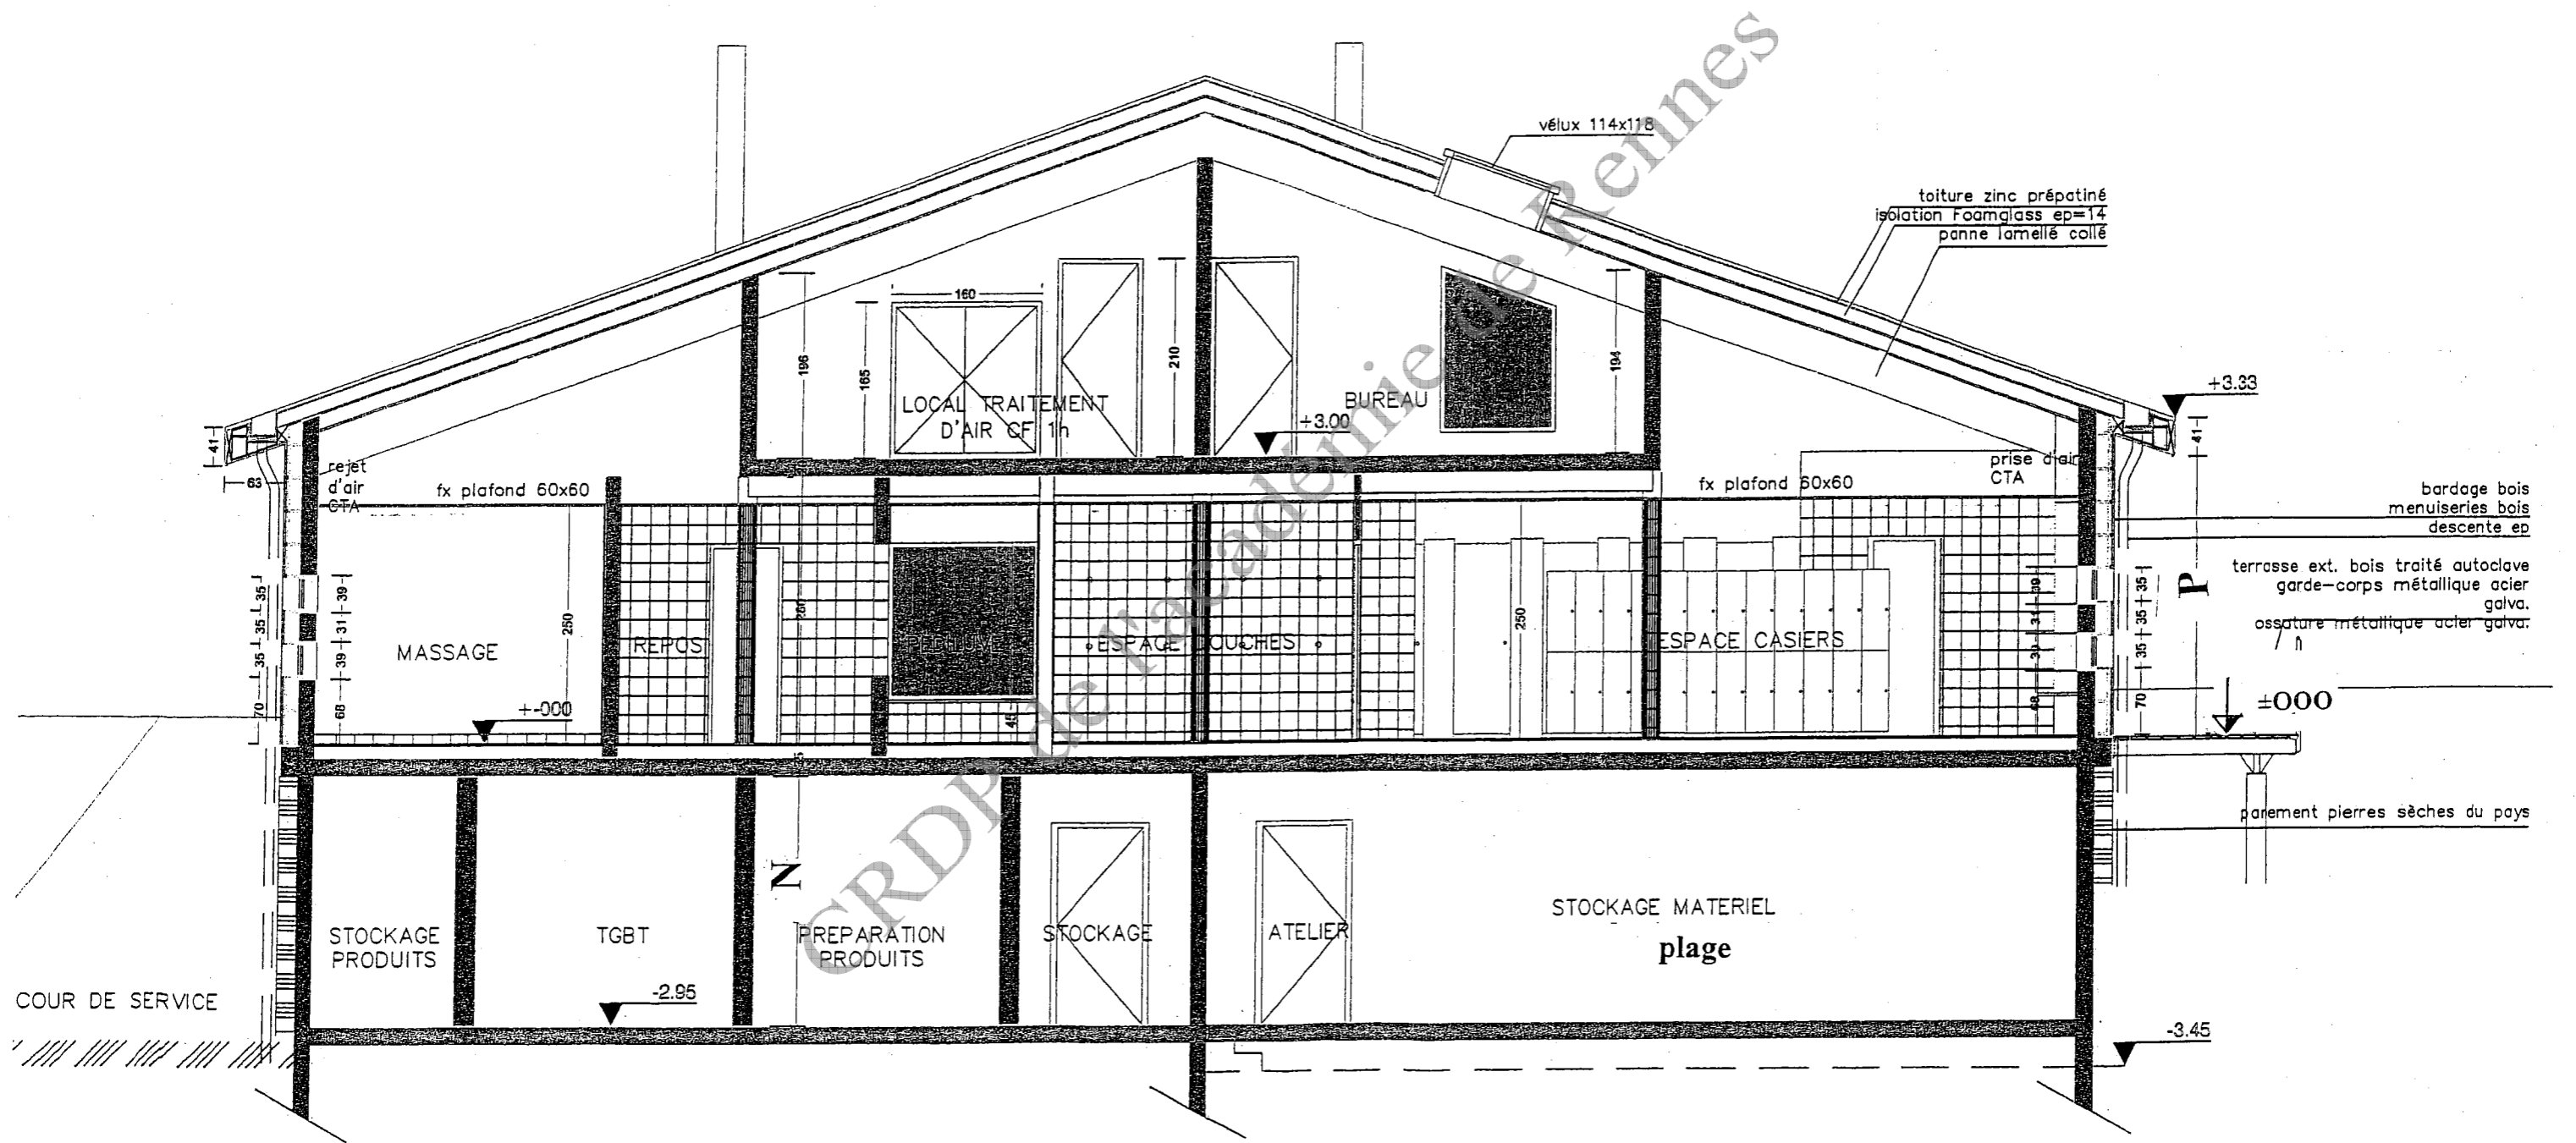 vélux 114x118
toiture zinc prépatiné
isolation Foamglass ep=14
panne lamellé collé
+3.33
160
196
165
210
194
LOCAL TRAITEMENT
D'AIR CF 1h
BUREAU
+3.00
41
63
41
rejet
d'air
CTA
fx plafond 60x60
fx plafond 60x60
prise d'air
CTA
bardage bois
menuiseries bois
descente ep
terrasse ext. bois traité autoclave
garde-corps métallique acier
galva.
ossature métallique acier galva.
35
35
35
70
39
31
39
68
250
MASSAGE
REPOS
45
ESPACE DOUCHES
250
ESPACE CASIERS
39
31
39
68
35
35
35
70
P
+-000
±000
parement pierres sèches du pays
N
STOCKAGE
PRODUITS
TGBT
PREPARATION
PRODUITS
STOCKAGE
ATELIER
STOCKAGE MATERIEL
plage
-2.95
COUR DE SERVICE
-3.45
CRDP de l'académie de Rennes